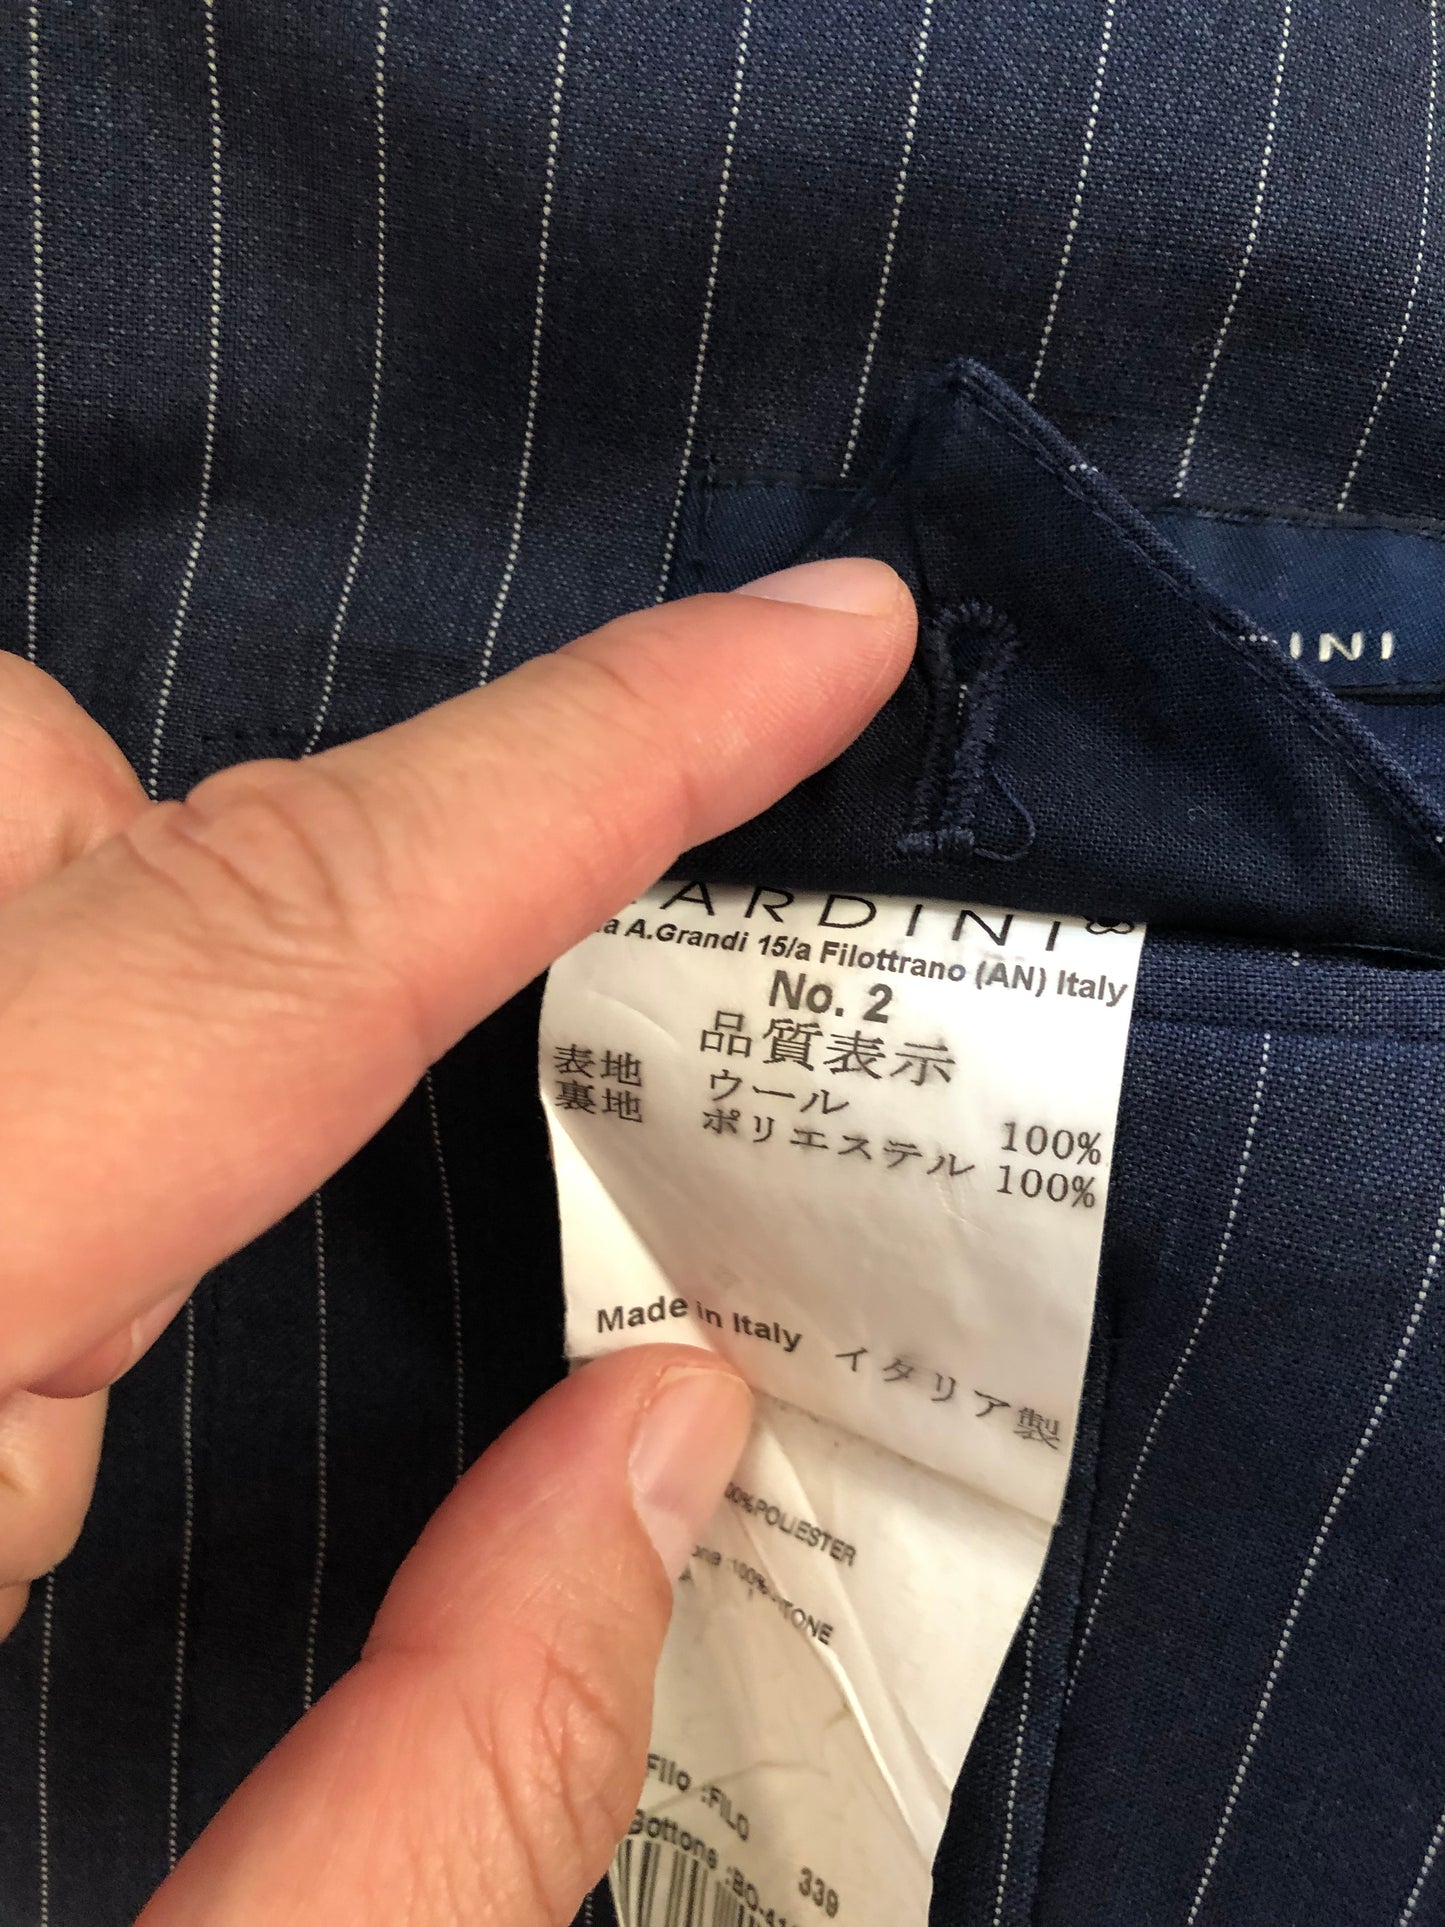 INI
ARDINI
A.Grandi 15/a Filottrano (AN) Italy
No. 2
品質表示
表地 ウール 100%
裏地 ポリエステル 100%
Made in Italy イタリア製
00%POLIESTER
Filo :FILO
Bottone :BO-
339